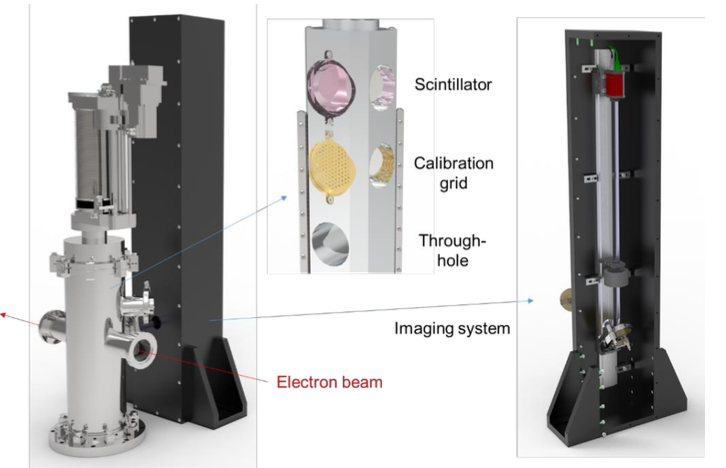 Scintillator
Calibration
grid
Through-
hole
Imaging system
Electron beam